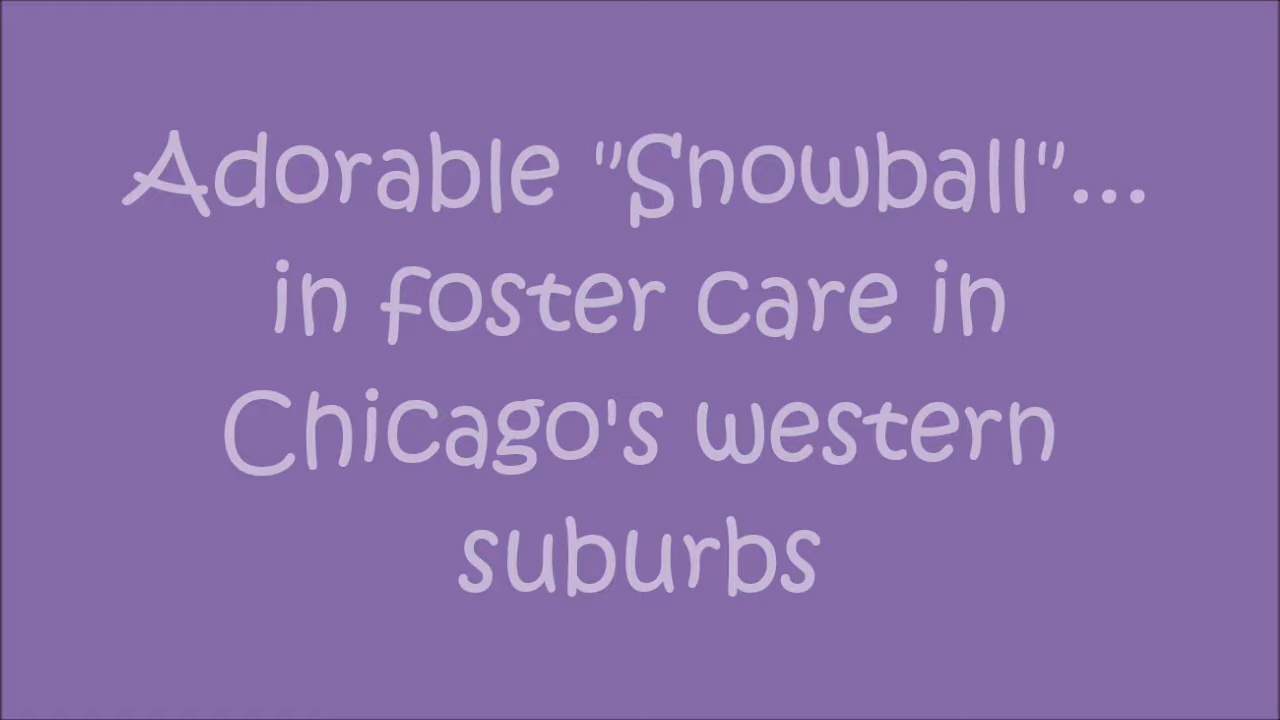 Adorable "Snowball"...
in foster care in
Chicago's western
suburbs